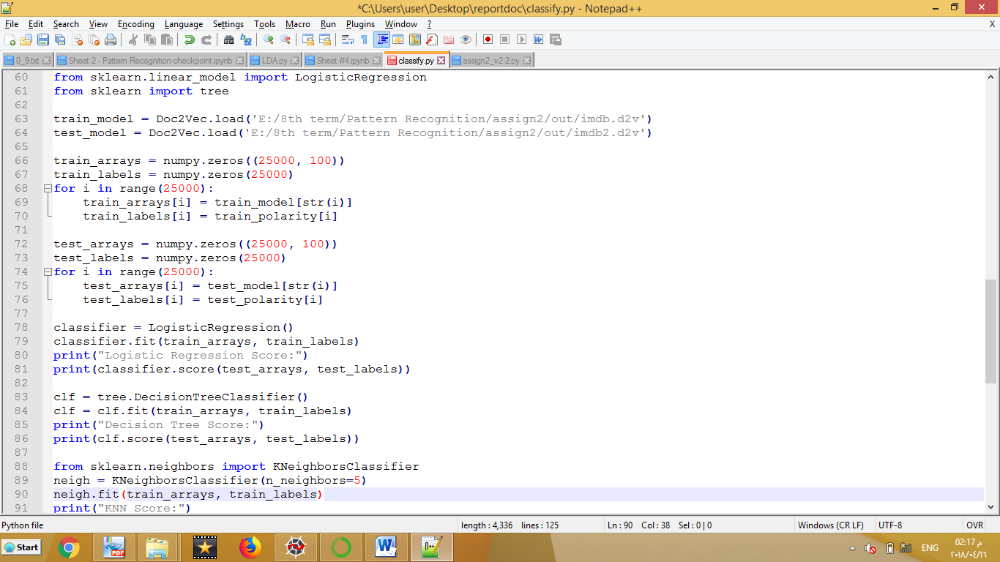 *C:\Users\user\Desktop\reportdoc\classify.py - Notepad++
File Edit Search View Encoding Language Settings Tools Macro Run Plugins Window ? X
0_9.txt Sheet 2 - Pattern Recognition-checkpoint.ipynb LDA.py Sheet #4.ipynb classify.py assign2_v2.2.py
60 from sklearn.linear_model import LogisticRegression
61 from sklearn import tree
62
63 train_model = Doc2Vec.load('E:/8th term/Pattern Recognition/assign2/out/imdb.d2v')
64 test_model = Doc2Vec.load('E:/8th term/Pattern Recognition/assign2/out/imdb2.d2v')
65
66 train_arrays = numpy.zeros((25000, 100))
67 train_labels = numpy.zeros(25000)
68 for i in range(25000):
69     train_arrays[i] = train_model[str(i)]
70     train_labels[i] = train_polarity[i]
71
72 test_arrays = numpy.zeros((25000, 100))
73 test_labels = numpy.zeros(25000)
74 for i in range(25000):
75     test_arrays[i] = test_model[str(i)]
76     test_labels[i] = test_polarity[i]
77
78 classifier = LogisticRegression()
79 classifier.fit(train_arrays, train_labels)
80 print("Logistic Regression Score:")
81 print(classifier.score(test_arrays, test_labels))
82
83 clf = tree.DecisionTreeClassifier()
84 clf = clf.fit(train_arrays, train_labels)
85 print("Decision Tree Score:")
86 print(clf.score(test_arrays, test_labels))
87
88 from sklearn.neighbors import KNeighborsClassifier
89 neigh = KNeighborsClassifier(n_neighbors=5)
90 neigh.fit(train_arrays, train_labels)
91 print("KNN Score:")
Python file length : 4,336 lines : 125 Ln : 90 Col : 38 Sel : 0 | 0 Windows (CR LF) UTF-8 OVR
Start PDF ENG 02:17 م
٢٠١٨/٠٤/١٦